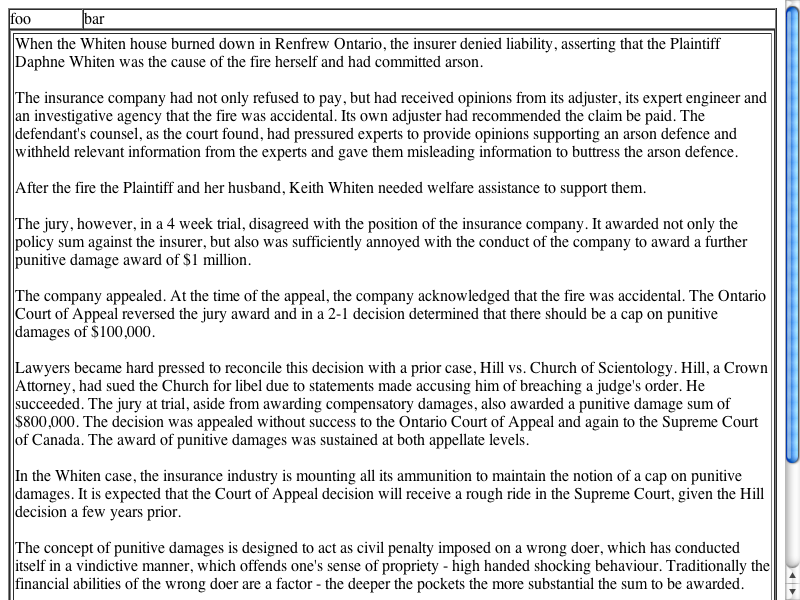 foo bar
When the Whiten house burned down in Renfrew Ontario, the insurer denied liability, asserting that the Plaintiff
Daphne Whiten was the cause of the fire herself and had committed arson.
The insurance company had not only refused to pay, but had received opinions from its adjuster, its expert engineer and
an investigative agency that the fire was accidental. Its own adjuster had recommended the claim be paid. The
defendant's counsel, as the court found, had pressured experts to provide opinions supporting an arson defence and
withheld relevant information from the experts and gave them misleading information to buttress the arson defence.
After the fire the Plaintiff and her husband, Keith Whiten needed welfare assistance to support them.
The jury, however, in a 4 week trial, disagreed with the position of the insurance company. It awarded not only the
policy sum against the insurer, but also was sufficiently annoyed with the conduct of the company to award a further
punitive damage award of $1 million.
The company appealed. At the time of the appeal, the company acknowledged that the fire was accidental. The Ontario
Court of Appeal reversed the jury award and in a 2-1 decision determined that there should be a cap on punitive
damages of $100,000.
Lawyers became hard pressed to reconcile this decision with a prior case, Hill vs. Church of Scientology. Hill, a Crown
Attorney, had sued the Church for libel due to statements made accusing him of breaching a judge's order. He
succeeded. The jury at trial, aside from awarding compensatory damages, also awarded a punitive damage sum of
$800,000. The decision was appealed without success to the Ontario Court of Appeal and again to the Supreme Court
of Canada. The award of punitive damages was sustained at both appellate levels.
In the Whiten case, the insurance industry is mounting all its ammunition to maintain the notion of a cap on punitive
damages. It is expected that the Court of Appeal decision will receive a rough ride in the Supreme Court, given the Hill
decision a few years prior.
The concept of punitive damages is designed to act as civil penalty imposed on a wrong doer, which has conducted
itself in a vindictive manner, which offends one's sense of propriety - high handed shocking behaviour. Traditionally the
financial abilities of the wrong doer are a factor - the deeper the pockets the more substantial the sum to be awarded.